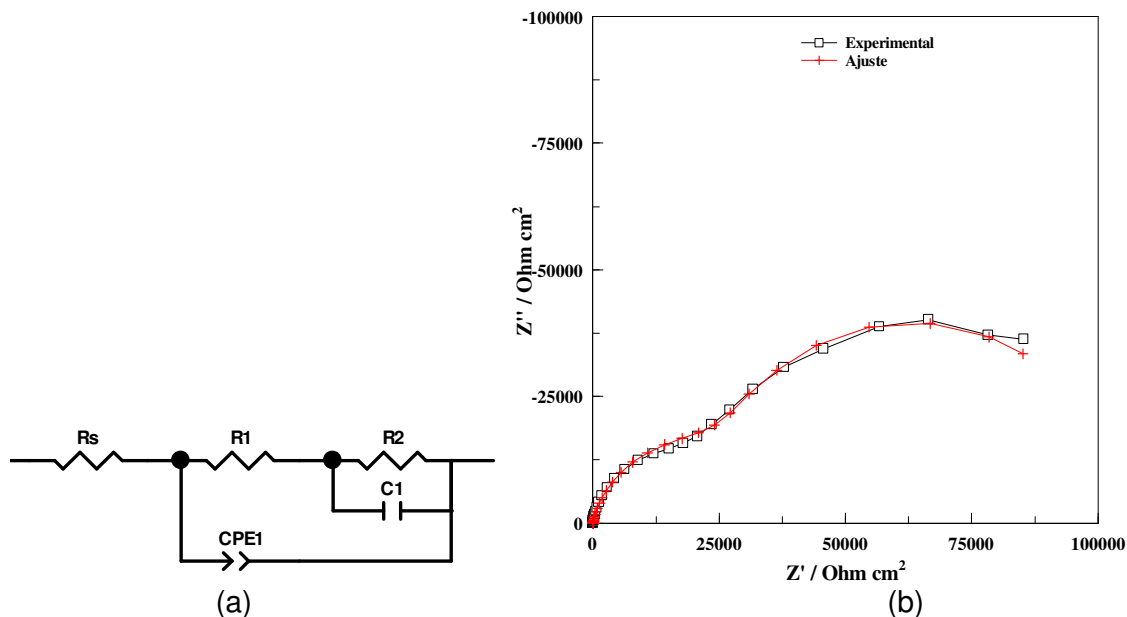 Rs
R1
R2
C1
CPE1
(a)
-100000
-75000
-50000
-25000
0
Z'' / Ohm cm²
Experimental
Ajuste
0
25000
50000
75000
100000
Z' / Ohm cm²
(b)